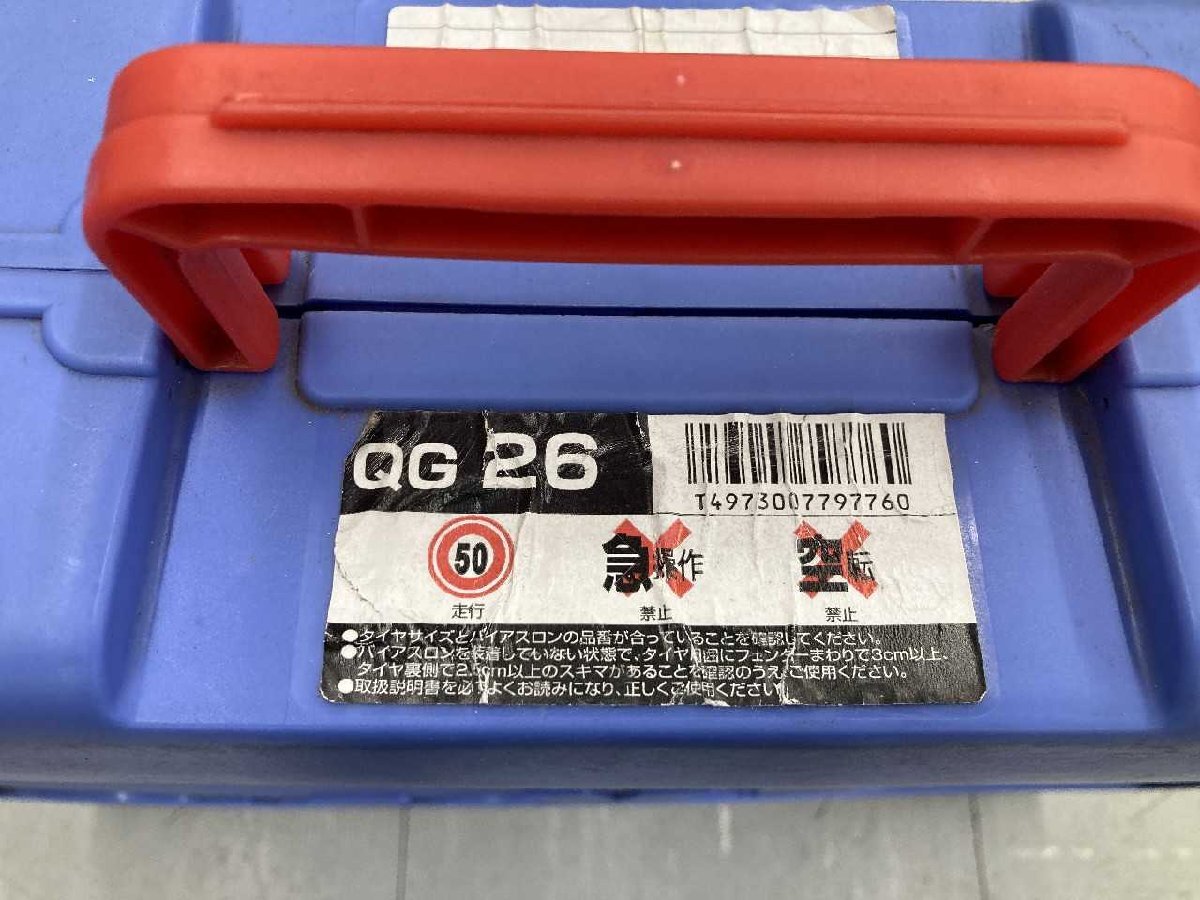 QG 26
T4973007797760
50
走行
急操作
禁止
空転
禁止
●タイヤサイズとバイアスロンの品番が合っていることを確認してください。
●バイアスロンを装着していない状態で、タイヤ周囲にフェンダーまわりで3cm以上、
タイヤ裏側で2.5cm以上のスキマがあることを確認のうえ、ご使用ください。
●取扱説明書を必ずよくお読みになり、正しくご使用ください。